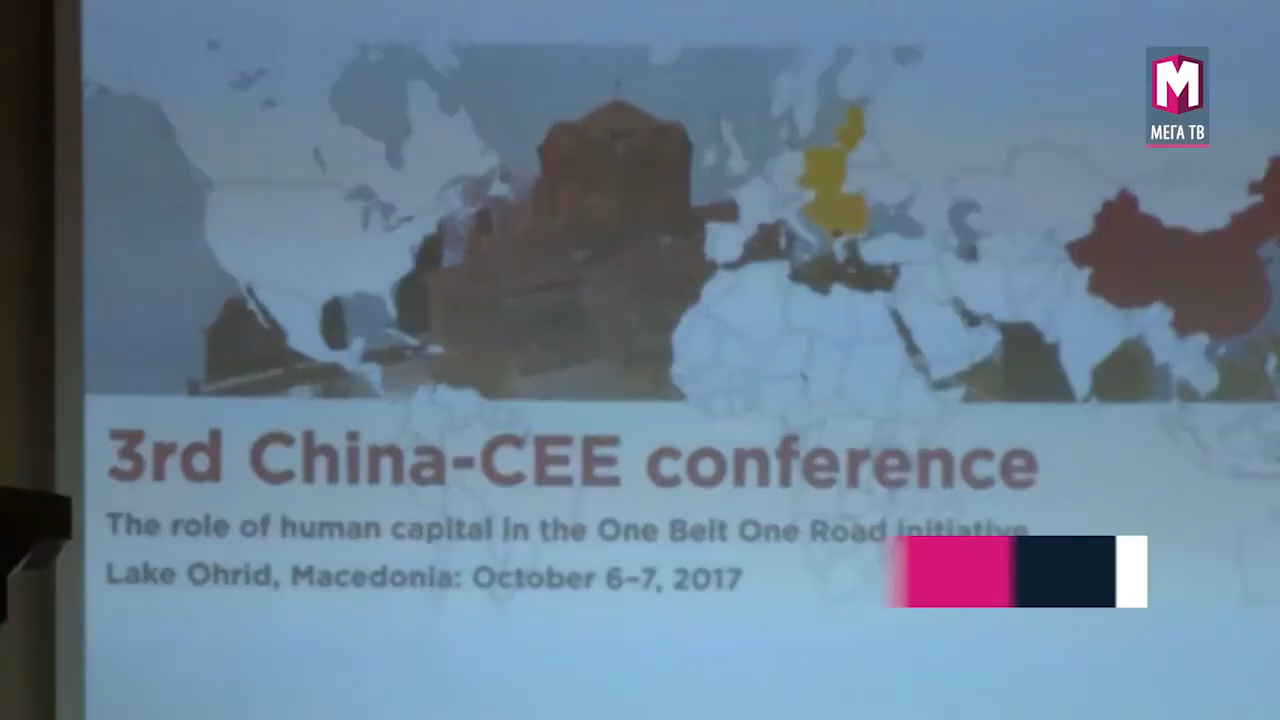 М
МЕГА ТВ
3rd China-CEE conference
The role of human capital in the One Belt One Road initiative
Lake Ohrid, Macedonia: October 6–7, 2017